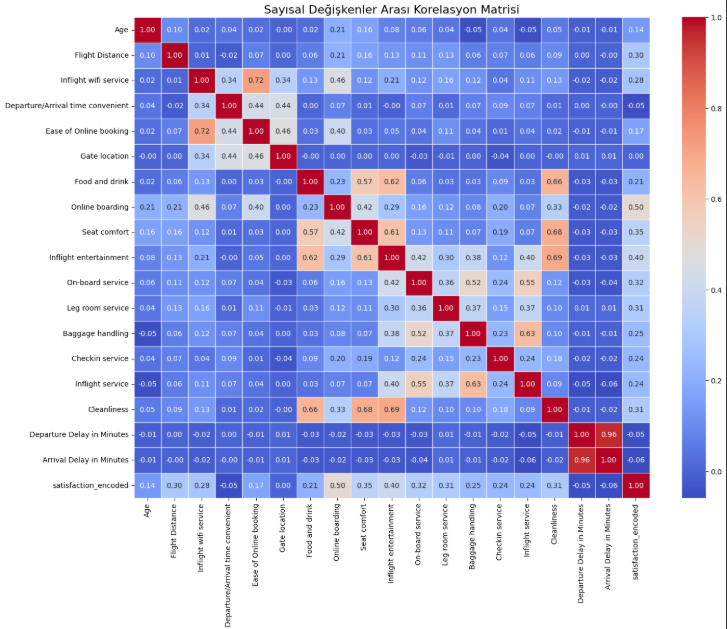 Sayısal Değişkenler Arası Korelasyon Matrisi
Age 1.00 0.10 0.02 0.04 0.02 -0.00 0.02 0.21 0.16 0.08 0.06 0.04 -0.05 0.04 -0.05 0.05 -0.01 -0.01 0.14
Flight Distance 0.10 1.00 0.01 -0.02 0.07 0.00 0.06 0.21 0.16 0.13 0.11 0.13 0.06 0.07 0.06 0.09 0.00 -0.00 0.30
Inflight wifi service 0.02 0.01 1.00 0.34 0.72 0.34 0.13 0.46 0.12 0.21 0.12 0.16 0.12 0.04 0.11 0.13 -0.02 -0.02 0.28
Departure/Arrival time convenient 0.04 -0.02 0.34 1.00 0.44 0.44 0.00 0.07 0.01 -0.00 0.07 0.01 0.07 0.09 0.07 0.01 -0.00 -0.00 -0.05
Ease of Online booking 0.02 0.07 0.72 0.44 1.00 0.46 0.03 0.40 0.03 0.05 0.04 0.11 0.04 0.01 0.04 0.02 -0.01 -0.01 0.17
Gate location -0.00 0.00 0.34 0.44 0.46 1.00 -0.00 0.00 0.00 0.00 -0.03 -0.01 0.00 -0.04 0.00 -0.00 0.01 0.01 0.00
Food and drink 0.02 0.06 0.13 0.00 0.03 -0.00 1.00 0.23 0.57 0.62 0.06 0.03 0.03 0.09 0.03 0.66 -0.03 -0.03 0.21
Online boarding 0.21 0.21 0.46 0.07 0.40 0.00 0.23 1.00 0.42 0.29 0.16 0.12 0.08 0.20 0.07 0.33 -0.02 -0.02 0.50
Seat comfort 0.16 0.16 0.12 0.01 0.03 0.00 0.57 0.42 1.00 0.61 0.13 0.11 0.07 0.19 0.07 0.68 -0.03 -0.03 0.35
Inflight entertainment 0.08 0.13 0.21 -0.00 0.05 0.00 0.62 0.29 0.61 1.00 0.42 0.30 0.38 0.12 0.40 0.69 -0.03 -0.03 0.40
On-board service 0.06 0.11 0.12 0.07 0.04 -0.03 0.06 0.16 0.13 0.42 1.00 0.36 0.52 0.24 0.55 0.12 -0.03 -0.04 0.32
Leg room service 0.04 0.13 0.16 0.01 0.11 -0.01 0.03 0.12 0.11 0.30 0.36 1.00 0.37 0.15 0.37 0.10 0.01 0.01 0.31
Baggage handling -0.05 0.06 0.12 0.07 0.04 0.00 0.03 0.08 0.07 0.38 0.52 0.37 1.00 0.23 0.63 0.10 -0.01 -0.01 0.25
Checkin service 0.04 0.07 0.04 0.09 0.01 -0.04 0.09 0.20 0.19 0.12 0.24 0.15 0.23 1.00 0.24 0.18 -0.02 -0.02 0.24
Inflight service -0.05 0.06 0.11 0.07 0.04 0.00 0.03 0.07 0.07 0.40 0.55 0.37 0.63 0.24 1.00 0.09 -0.05 -0.06 0.24
Cleanliness 0.05 0.09 0.13 0.01 0.02 -0.00 0.66 0.33 0.68 0.69 0.12 0.10 0.10 0.18 0.09 1.00 -0.01 -0.02 0.31
Departure Delay in Minutes -0.01 0.00 -0.02 -0.00 -0.01 0.01 -0.03 -0.02 -0.03 -0.03 -0.03 0.01 -0.01 -0.02 -0.05 -0.01 1.00 0.96 -0.05
Arrival Delay in Minutes -0.01 -0.00 -0.02 -0.00 -0.01 0.01 -0.03 -0.02 -0.03 -0.03 -0.04 0.01 -0.01 -0.02 -0.06 -0.02 0.96 1.00 -0.06
satisfaction_encoded 0.14 0.30 0.28 -0.05 0.17 0.00 0.21 0.50 0.35 0.40 0.32 0.31 0.25 0.24 0.24 0.31 -0.05 -0.06 1.00
Age
Flight Distance
Inflight wifi service
Departure/Arrival time convenient
Ease of Online booking
Gate location
Food and drink
Online boarding
Seat comfort
Inflight entertainment
On-board service
Leg room service
Baggage handling
Checkin service
Inflight service
Cleanliness
Departure Delay in Minutes
Arrival Delay in Minutes
satisfaction_encoded
1.0
0.8
0.6
0.4
0.2
0.0